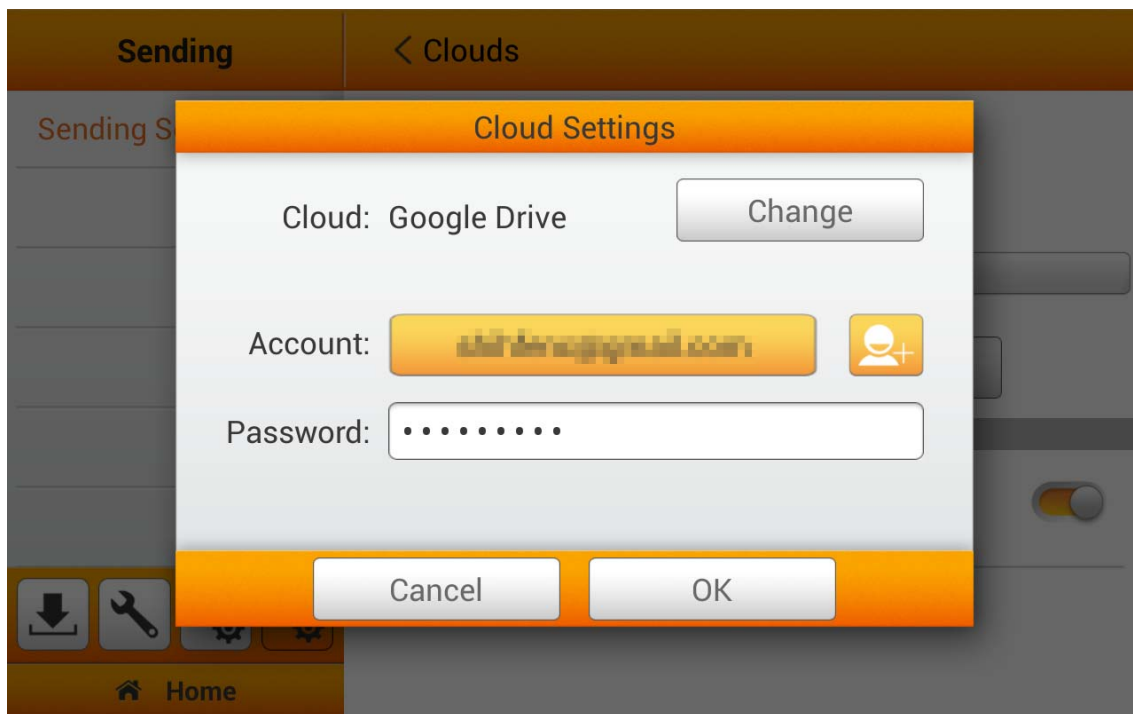 Sending
< Clouds
Sending S
Cloud Settings
Cloud: Google Drive
Change
Account:
Password: •••••••••
Cancel
OK
Home